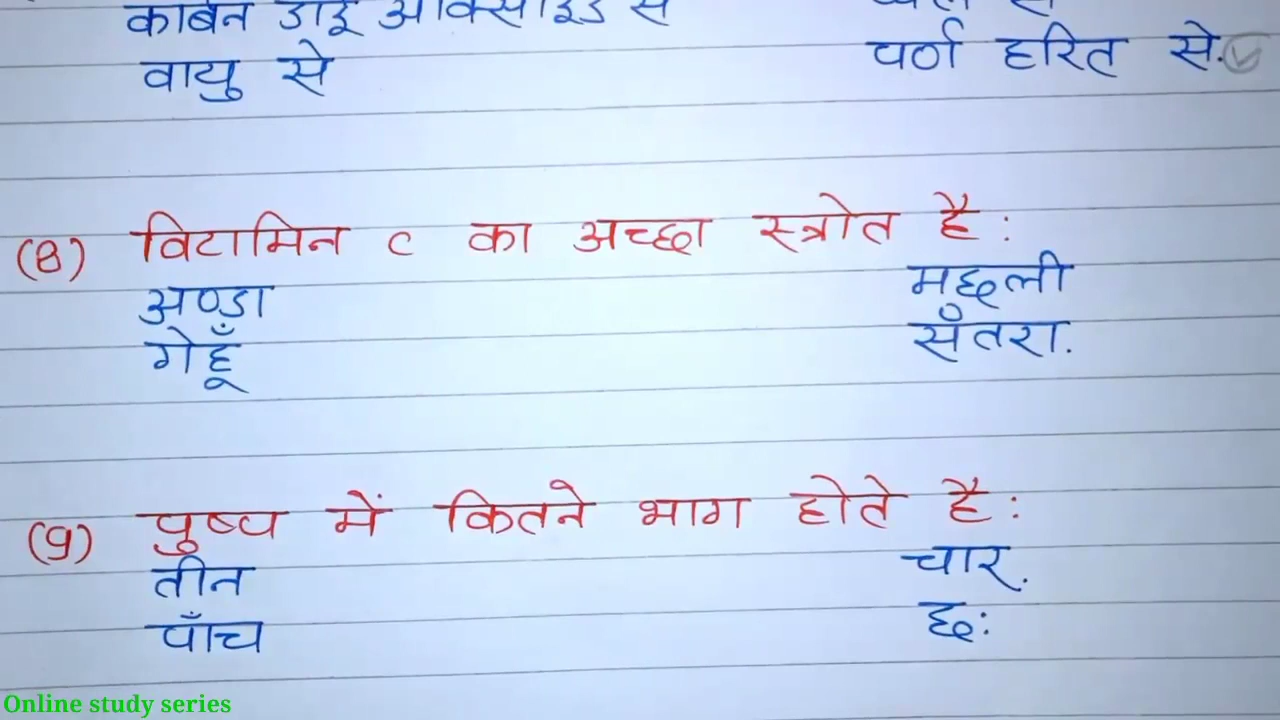 कार्बन डाई ऑक्साइड से
वायु से पर्ण हरित से.
(8) विटामिन c का अच्छा स्त्रोत है :
अण्डा मछली
गेहूँ सँतरा.
(9) पुष्प में कितने भाग होते है :
तीन चार.
पाँच छः
Online study series